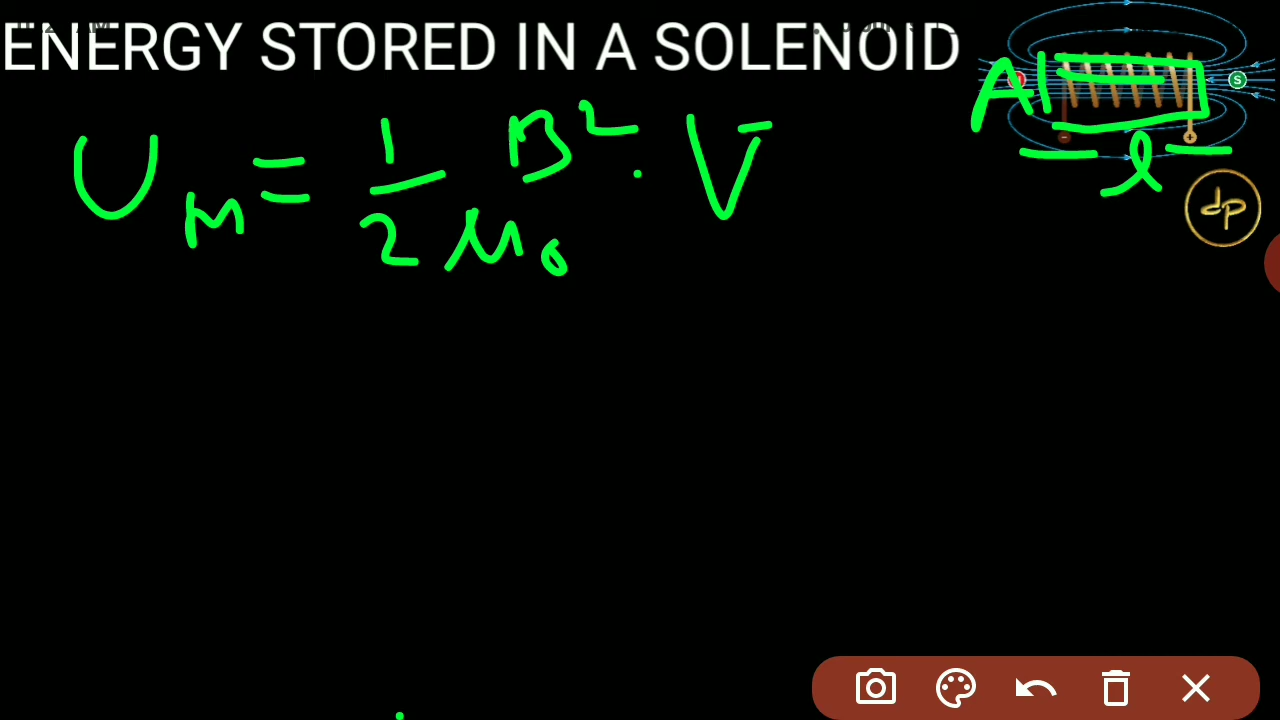 ENERGY STORED IN A SOLENOID
A l
l
dp
S
- +
U_M = 1/2μ₀ B² · V